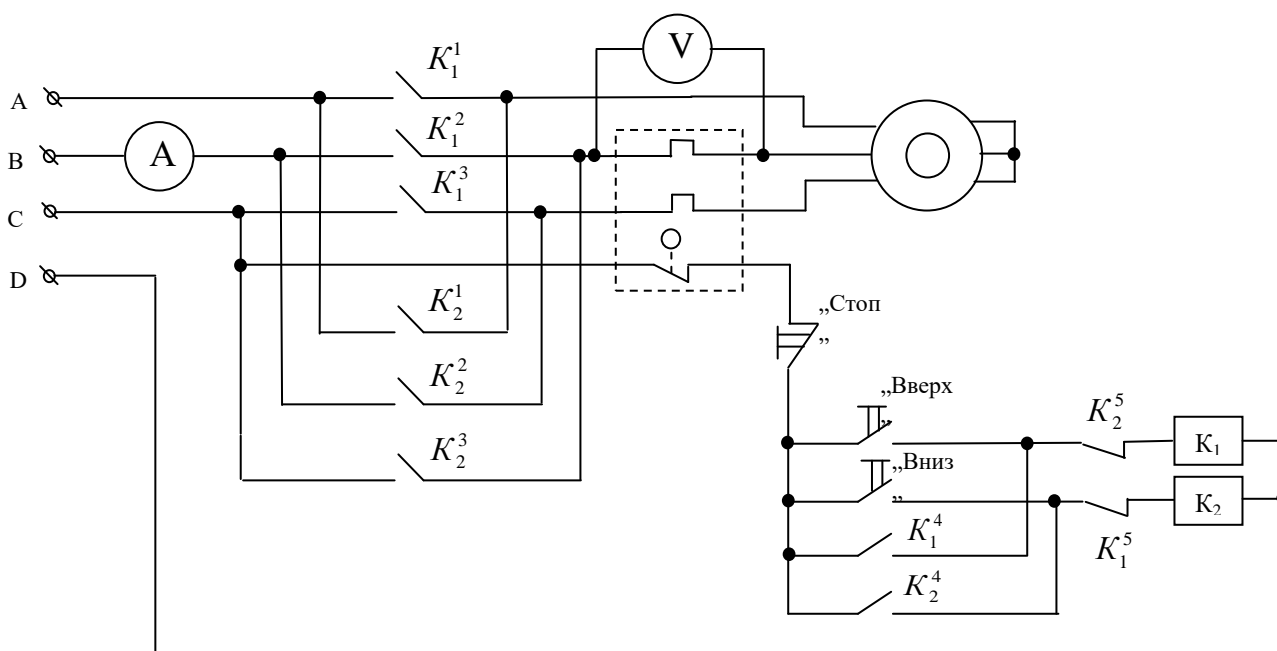 V
K₁¹
A
K₁²
B
A
K₁³
C
D
K₂¹
„Стоп
„
K₂²
„Вверх
„
K₂⁵
K₂³
K₁
„Вниз
„
K₂
K₁⁴
K₁⁵
K₂⁴